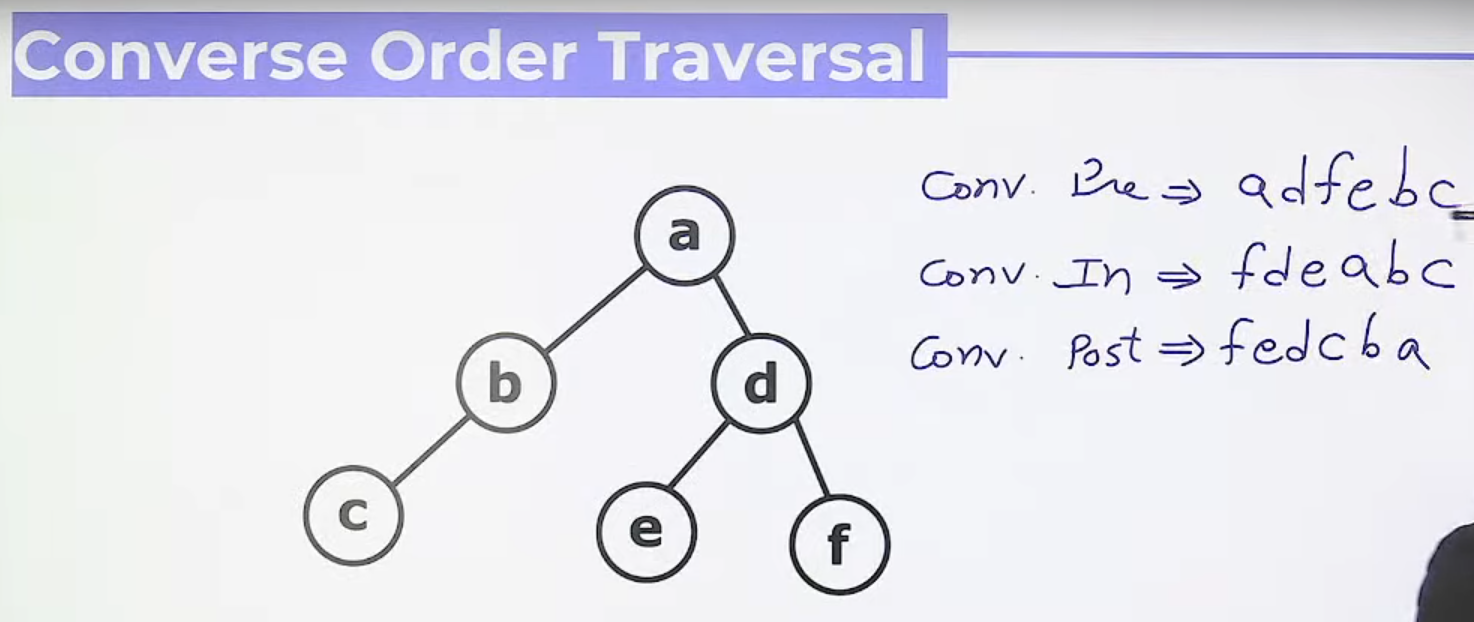 Converse Order Traversal
a
b
d
c
e
f
Conv. Pre ⇒ adfebc
Conv. In ⇒ fdeabc
Conv. Post ⇒ fedcba